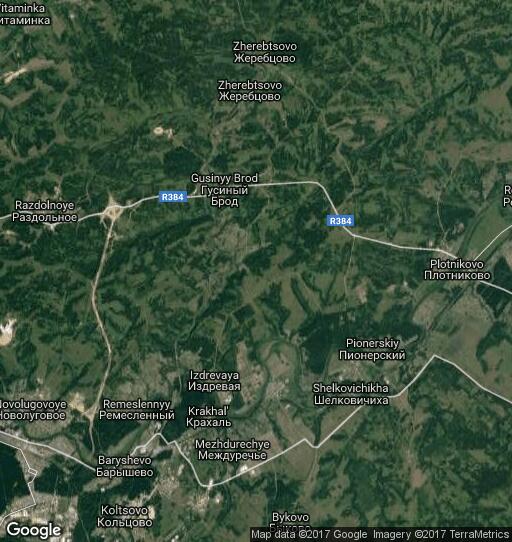 Vitaminka
Витаминка
Zherebtsovo
Жеребцово
Zherebtsovo
Жеребцово
Gusinyy Brod
Гусиный
Брод
R384
Razdolnoye
Раздольное
R384
Plotnikovo
Плотниково
Pionerskiy
Пионерский
Izdrevaya
Издревая
Shelkovichikha
Шелковичиха
Novolugovoye
Новолуговое
Remeslennyy
Ремесленный
Krakhal'
Крахаль
Mezhdurechye
Междуречье
Baryshevo
Барышево
Koltsovo
Кольцово
Bykovo
Google
Map data ©2017 Google Imagery ©2017 TerraMetrics